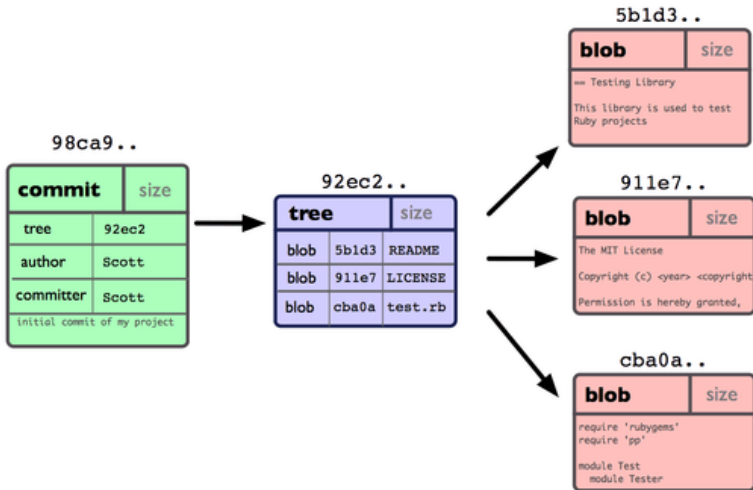 98ca9..
commit size
tree 92ec2
author Scott
committer Scott
initial commit of my project
92ec2..
tree size
blob 5b1d3 README
blob 911e7 LICENSE
blob cba0a test.rb
5b1d3..
blob size
== Testing Library
This library is used to test
Ruby projects
911e7..
blob size
The MIT License
Copyright (c) <year> <copyright
Permission is hereby granted,
cba0a..
blob size
require 'rubygems'
require 'pp'
module Test
module Tester